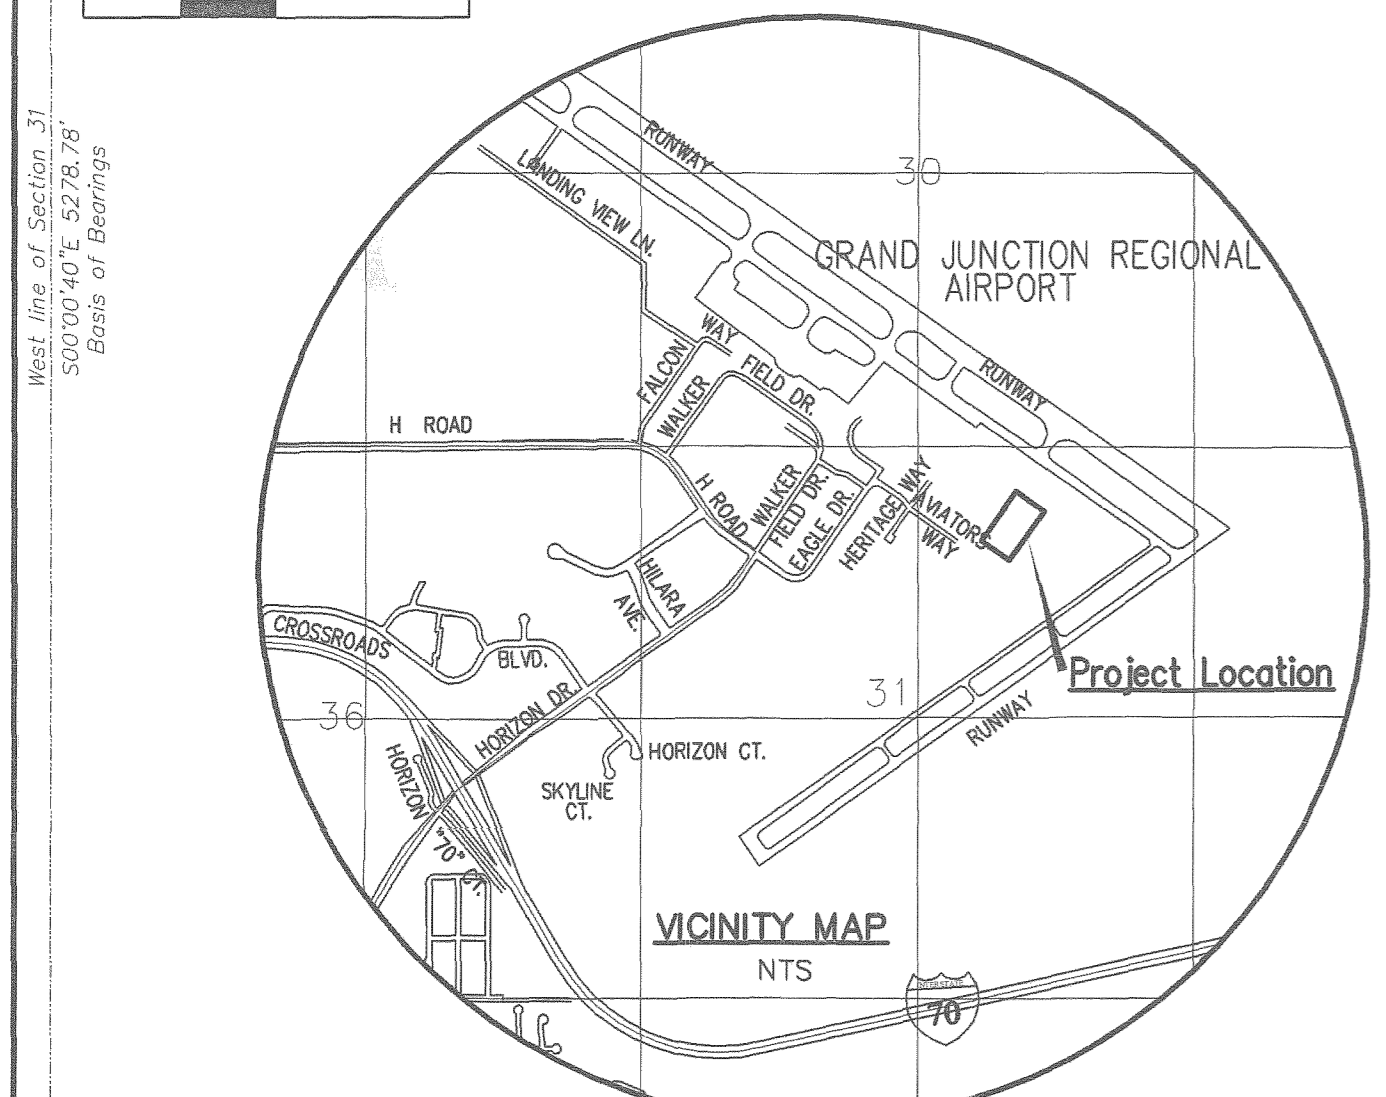 West line of Section 31
S00°00'40"E 5278.78'
Basis of Bearings
RUNWAY
30
LANDING VIEW LN.
GRAND JUNCTION REGIONAL
AIRPORT
WAY
FALCON
WALKER
FIELD DR.
RUNWAY
H ROAD
H ROAD
WALKER
FIELD DR.
EAGLE DR.
HERITAGE WAY
AVIATORS
WAY
HILARA
AVE.
CROSSROADS
BLVD.
Project Location
31
36
HORIZON DR.
RUNWAY
HORIZON CT.
HORIZON
"70" CT.
SKYLINE
CT.
VICINITY MAP
NTS
INTERSTATE
70